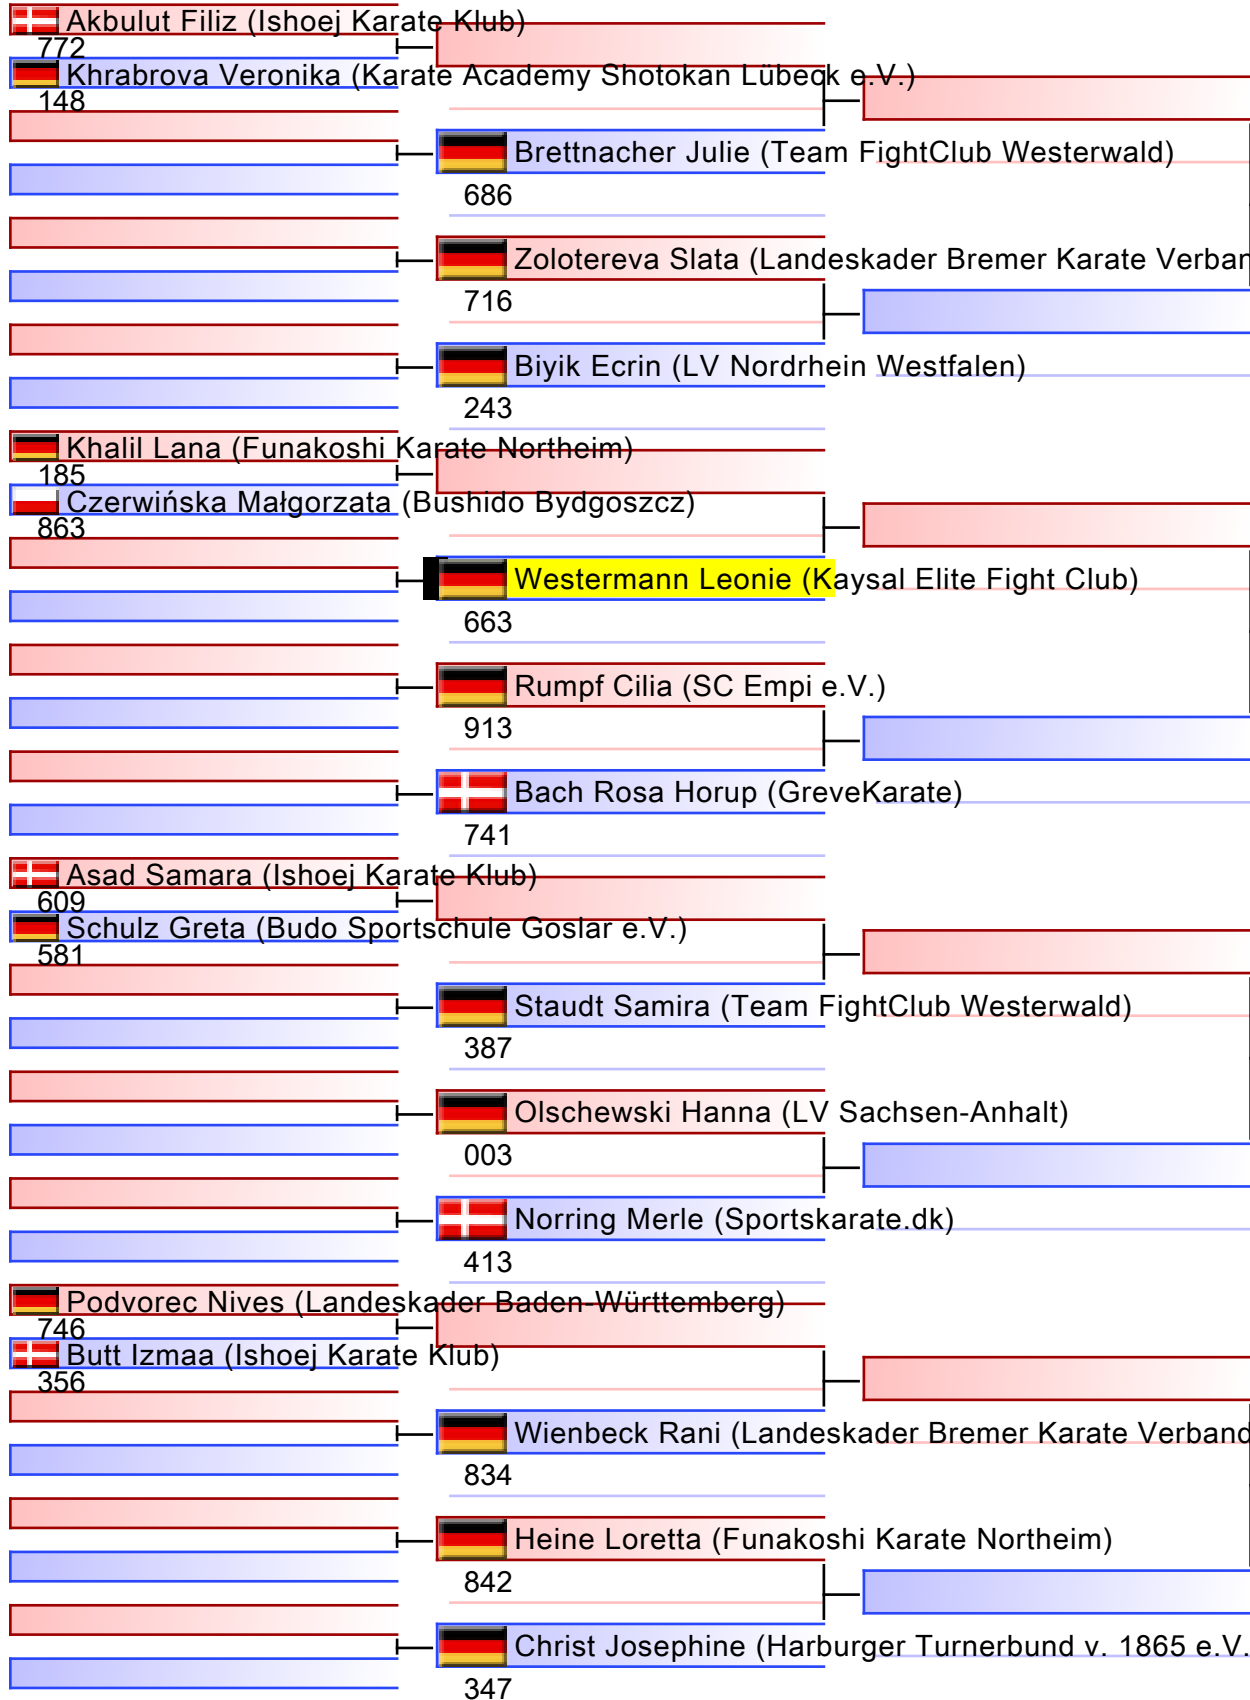 Akbulut Filiz (Ishoej Karate Klub)
772
Khrabrova Veronika (Karate Academy Shotokan Lübeck e.V.)
148
Brettnacher Julie (Team FightClub Westerwald)
686
Zolotereva Slata (Landeskader Bremer Karate Verban
716
Biyik Ecrin (LV Nordrhein Westfalen)
243
Khalil Lana (Funakoshi Karate Northeim)
185
Czerwińska Małgorzata (Bushido Bydgoszcz)
863
Westermann Leonie (Kaysal Elite Fight Club)
663
Rumpf Cilia (SC Empi e.V.)
913
Bach Rosa Horup (GreveKarate)
741
Asad Samara (Ishoej Karate Klub)
609
Schulz Greta (Budo Sportschule Goslar e.V.)
581
Staudt Samira (Team FightClub Westerwald)
387
Olschewski Hanna (LV Sachsen-Anhalt)
003
Norring Merle (Sportskarate.dk)
413
Podvorec Nives (Landeskader Baden-Württemberg)
746
Butt Izmaa (Ishoej Karate Klub)
356
Wienbeck Rani (Landeskader Bremer Karate Verband
834
Heine Loretta (Funakoshi Karate Northeim)
842
Christ Josephine (Harburger Turnerbund v. 1865 e.V.
347